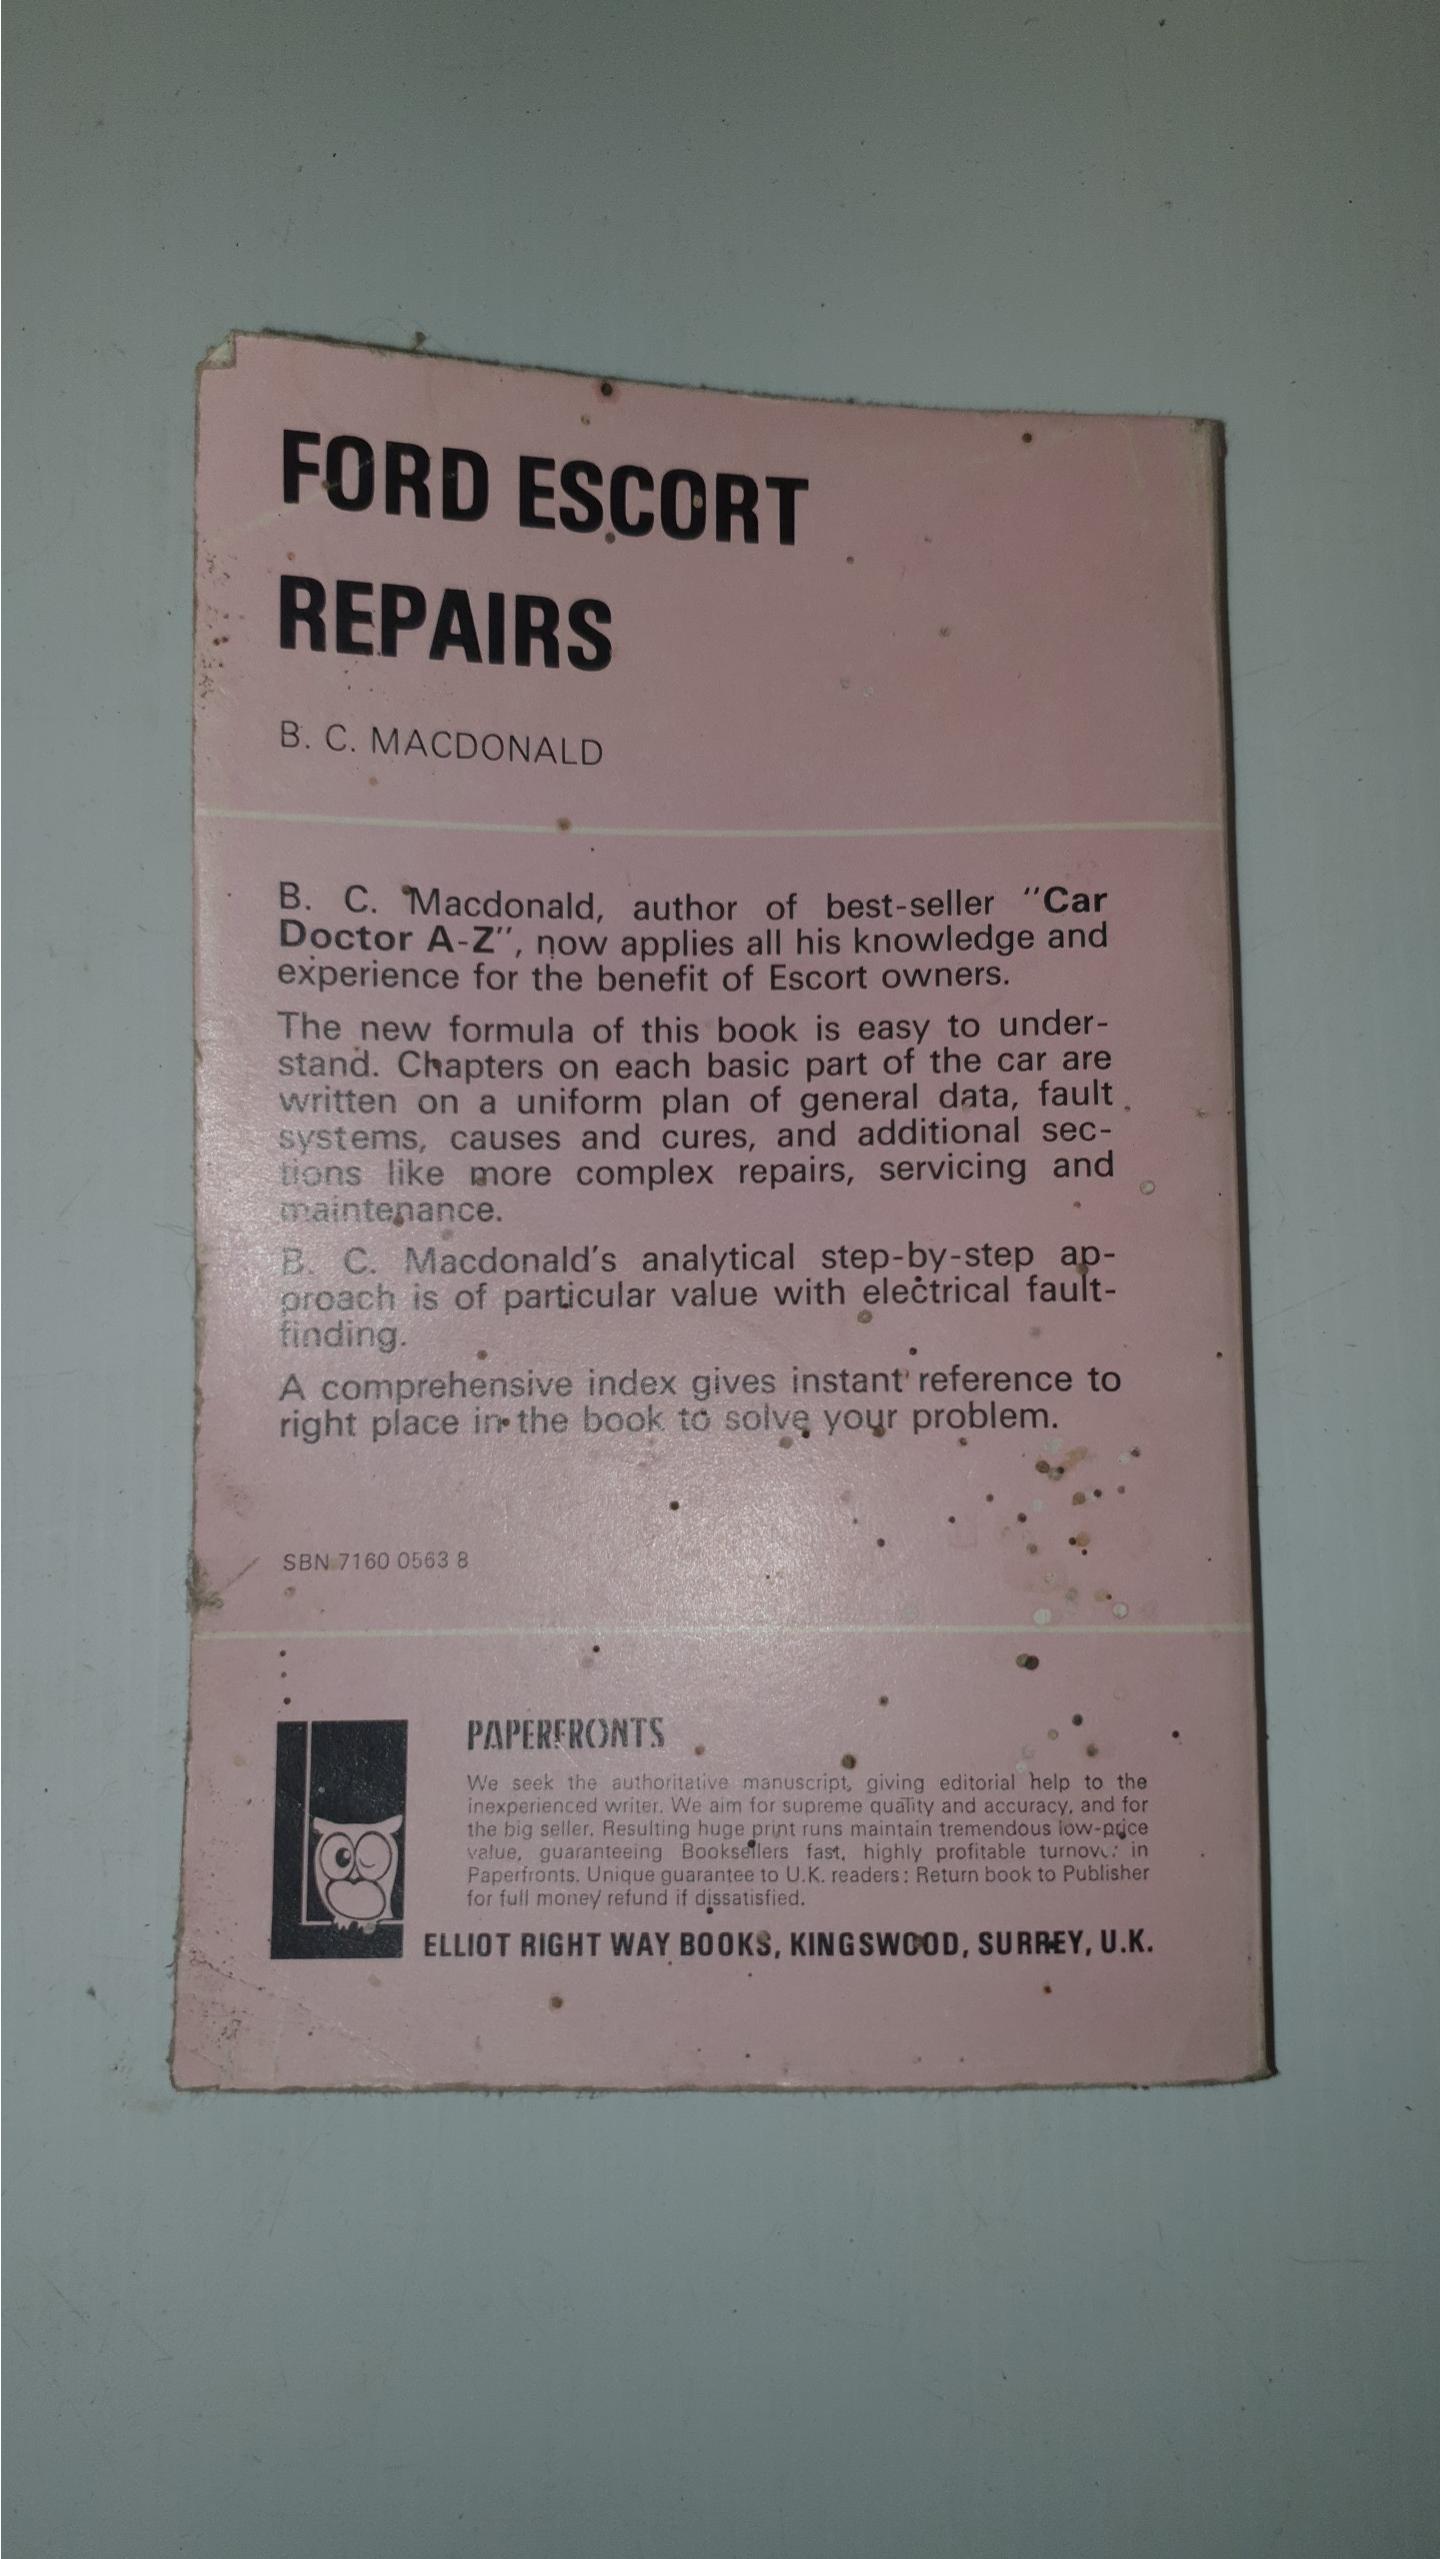 FORD ESCORT
REPAIRS
B. C. MACDONALD
B. C. Macdonald, author of best-seller "Car
Doctor A-Z", now applies all his knowledge and
experience for the benefit of Escort owners.
The new formula of this book is easy to under-
stand. Chapters on each basic part of the car are
written on a uniform plan of general data, fault
systems, causes and cures, and additional sec-
tions like more complex repairs, servicing and
maintenance.
B. C. Macdonald's analytical step-by-step ap-
proach is of particular value with electrical fault-
finding.
A comprehensive index gives instant reference to
right place in the book to solve your problem.
SBN 7160 0563 8
PAPERFRONTS
We seek the authoritative manuscript, giving editorial help to the
inexperienced writer. We aim for supreme quality and accuracy, and for
the big seller. Resulting huge print runs maintain tremendous low-price
value, guaranteeing Booksellers fast, highly profitable turnover in
Paperfronts. Unique guarantee to U.K. readers: Return book to Publisher
for full money refund if dissatisfied.
ELLIOT RIGHT WAY BOOKS, KINGSWOOD, SURREY, U.K.